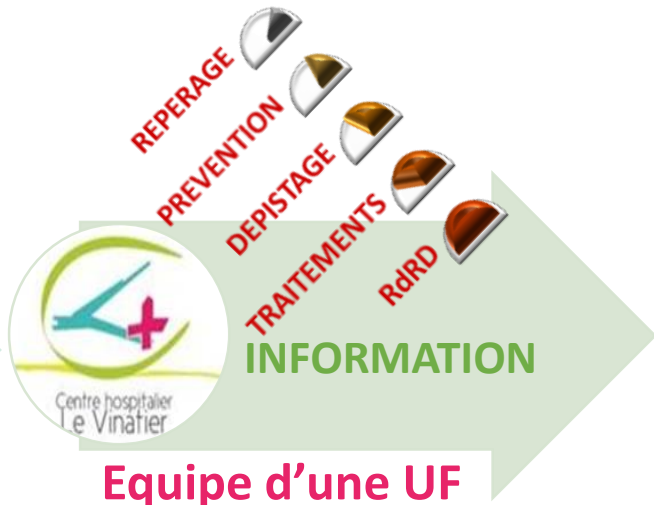 REPERAGE
PREVENTION
DEPISTAGE
TRAITEMENTS
RdRD
INFORMATION
Centre hospitalier
Le Vinatier
Equipe d’une UF